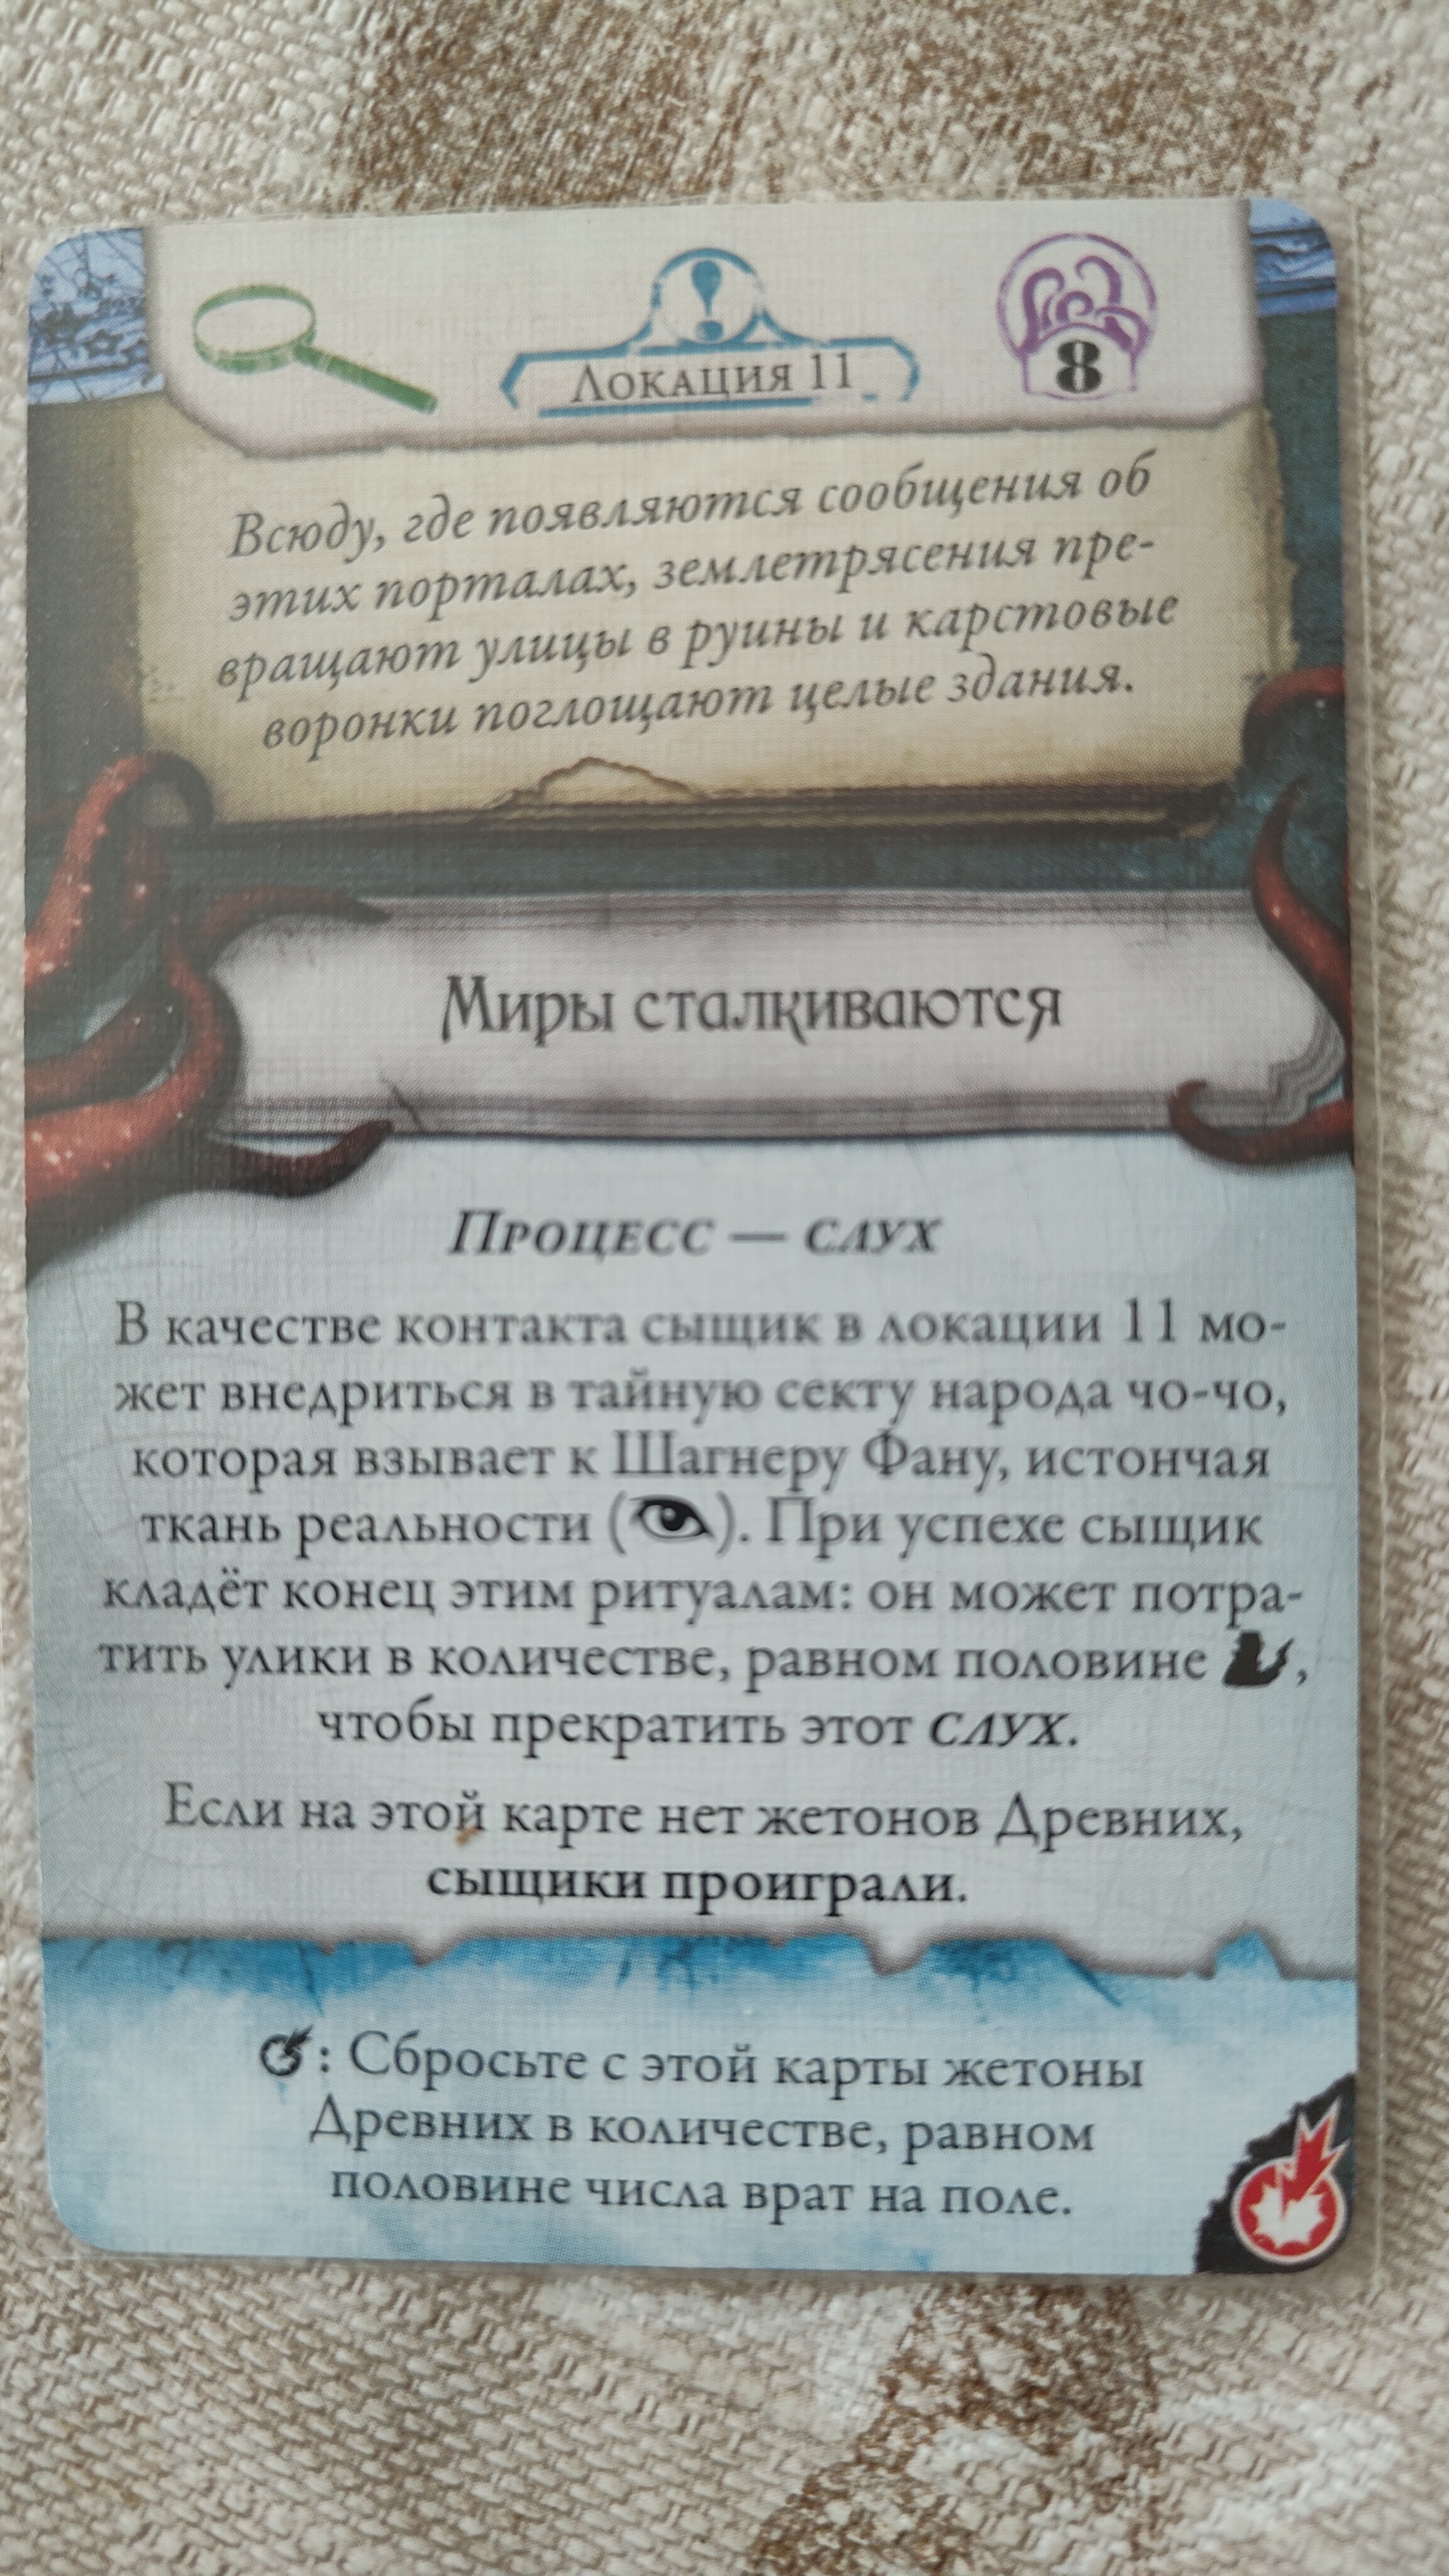 Локация 11
8
Всюду, где появляются сообщения об
этих порталах, землетрясения пре-
вращают улицы в руины и карстовые
воронки поглощают целые здания.
Миры сталкиваются
Процесс — слух
В качестве контакта сыщик в локации 11 мо-
жет внедриться в тайную секту народа чо-чо,
которая взывает к Шагнеру Фану, истончая
ткань реальности ( ). При успехе сыщик
кладёт конец этим ритуалам: он может потра-
тить улики в количестве, равном половине ,
чтобы прекратить этот слух.
Если на этой карте нет жетонов Древних,
сыщики проиграли.
: Сбросьте с этой карты жетоны
Древних в количестве, равном
половине числа врат на поле.